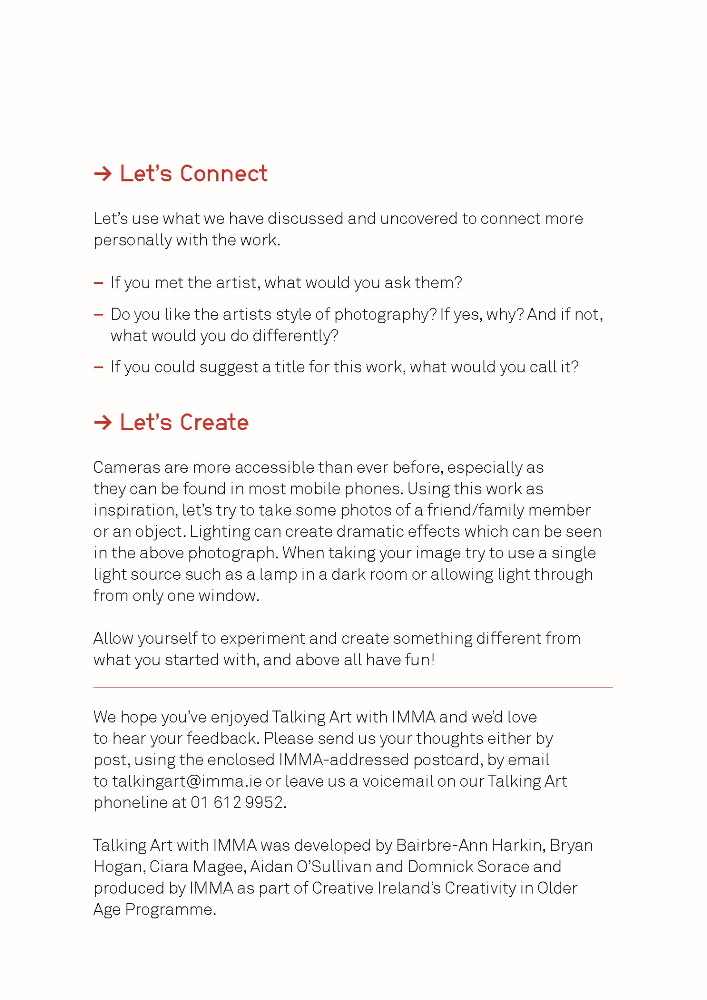 → Let’s Connect
Let’s use what we have discussed and uncovered to connect more
personally with the work.
– If you met the artist, what would you ask them?
– Do you like the artists style of photography? If yes, why? And if not,
what would you do differently?
– If you could suggest a title for this work, what would you call it?
→ Let’s Create
Cameras are more accessible than ever before, especially as
they can be found in most mobile phones. Using this work as
inspiration, let’s try to take some photos of a friend/family member
or an object. Lighting can create dramatic effects which can be seen
in the above photograph. When taking your image try to use a single
light source such as a lamp in a dark room or allowing light through
from only one window.
Allow yourself to experiment and create something different from
what you started with, and above all have fun!
We hope you’ve enjoyed Talking Art with IMMA and we’d love
to hear your feedback. Please send us your thoughts either by
post, using the enclosed IMMA-addressed postcard, by email
to talkingart@imma.ie or leave us a voicemail on our Talking Art
phoneline at 01 612 9952.
Talking Art with IMMA was developed by Bairbre-Ann Harkin, Bryan
Hogan, Ciara Magee, Aidan O’Sullivan and Domnick Sorace and
produced by IMMA as part of Creative Ireland’s Creativity in Older
Age Programme.